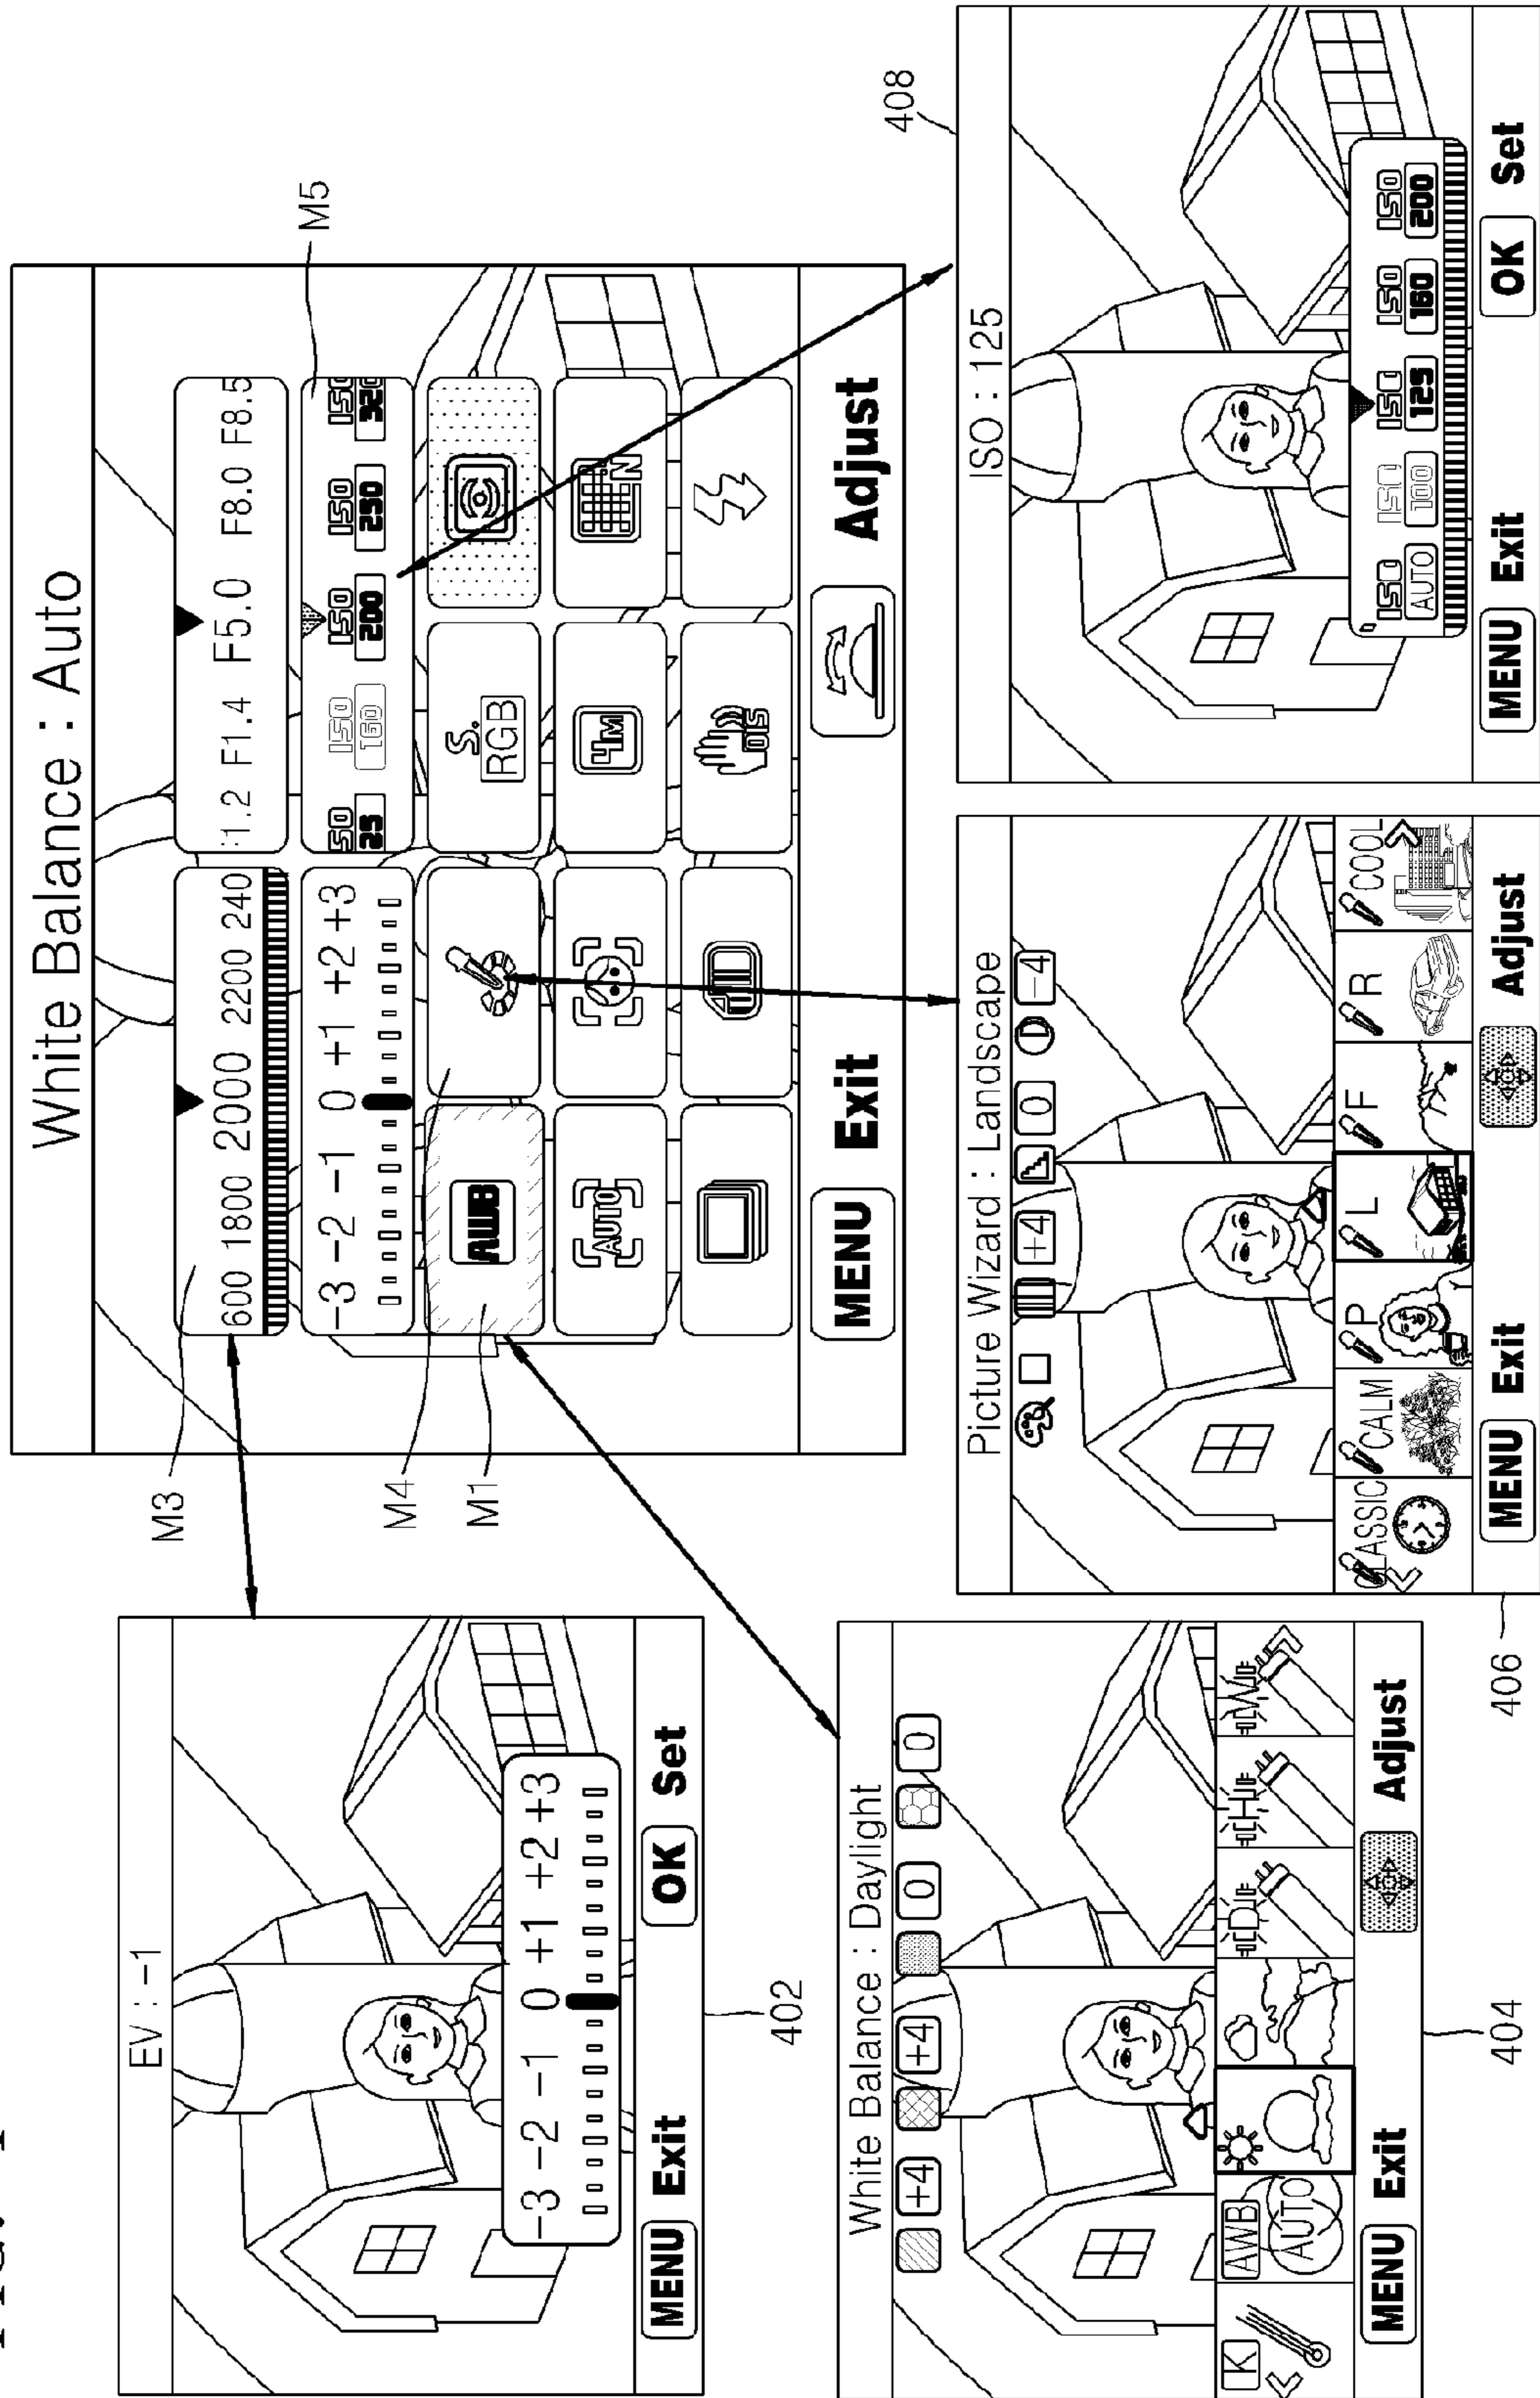 White Balance : Auto
M3
600 1800 2000 2200 240
:1.2 F1.4 F5.0 F8.0 F8.5
M5
-3 -2 -1 0 +1 +2 +3
ISO 25 ISO 160 ISO 200 ISO 250 ISO 320
M4
M1
AWB
S. RGB
AUTO
4M
N
OIS
MENU Exit
Adjust
EV : -1
-3 -2 -1 0 +1 +2 +3
MENU Exit OK Set
402
White Balance : Daylight
+4 +4 0 0
K AWB AUTO D H W
MENU Exit Adjust
404
Picture Wizard : Landscape
+4 0 -4
CLASSIC CALM P L F R COOL
MENU Exit Adjust
406
408
ISO : 125
ISO AUTO ISO 100 ISO 125 ISO 160 ISO 200
MENU Exit OK Set